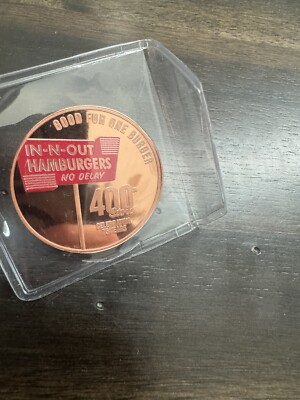 GOOD FOR ONE BURGER
IN-N-OUT
HAMBURGERS
NO DELAY
400